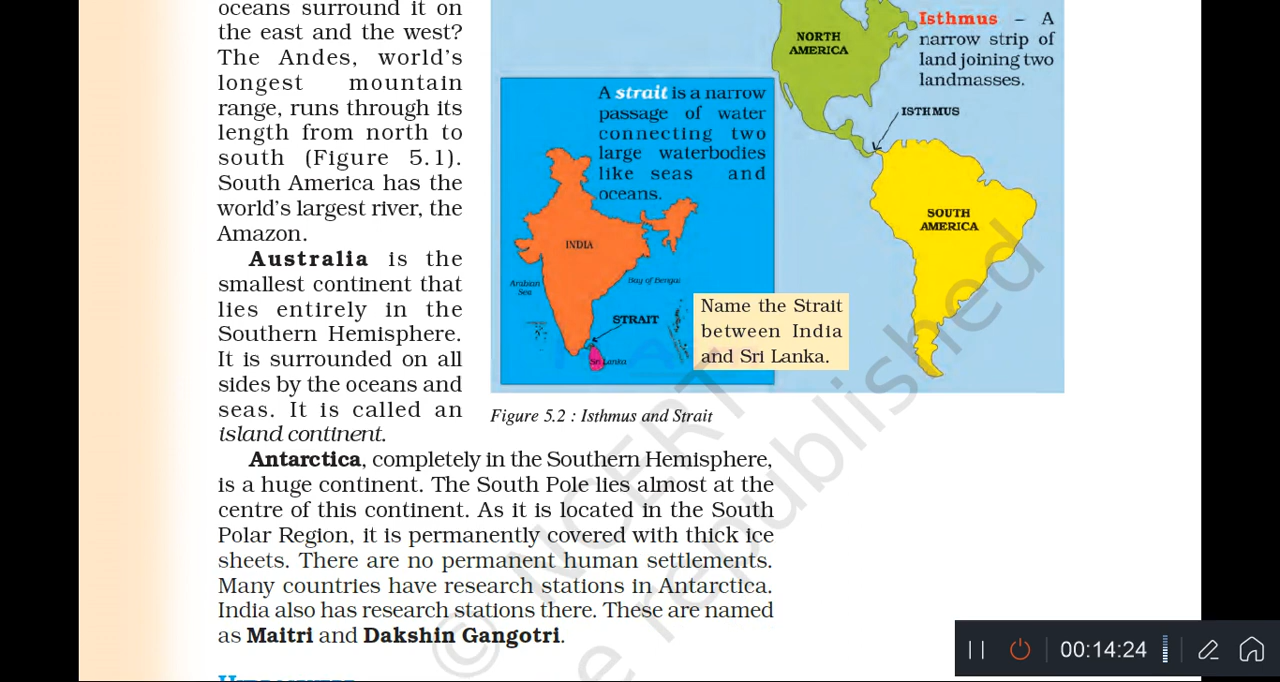 oceans surround it on
the east and the west?
The Andes, world's
longest mountain
range, runs through its
length from north to
south (Figure 5.1).
South America has the
world's largest river, the
Amazon.
Australia is the
smallest continent that
lies entirely in the
Southern Hemisphere.
It is surrounded on all
sides by the oceans and
seas. It is called an
island continent.
A strait is a narrow
passage of water
connecting two
large waterbodies
like seas and
oceans.
INDIA
Arabian
Sea
Bay of Bengal
STRAIT
Sri Lanka
Name the Strait
between India
and Sri Lanka.
NORTH
AMERICA
Isthmus – A
narrow strip of
land joining two
landmasses.
ISTHMUS
SOUTH
AMERICA
Figure 5.2 : Isthmus and Strait
Antarctica, completely in the Southern Hemisphere,
is a huge continent. The South Pole lies almost at the
centre of this continent. As it is located in the South
Polar Region, it is permanently covered with thick ice
sheets. There are no permanent human settlements.
Many countries have research stations in Antarctica.
India also has research stations there. These are named
as Maitri and Dakshin Gangotri.
© NCERT
e republished
00:14:24